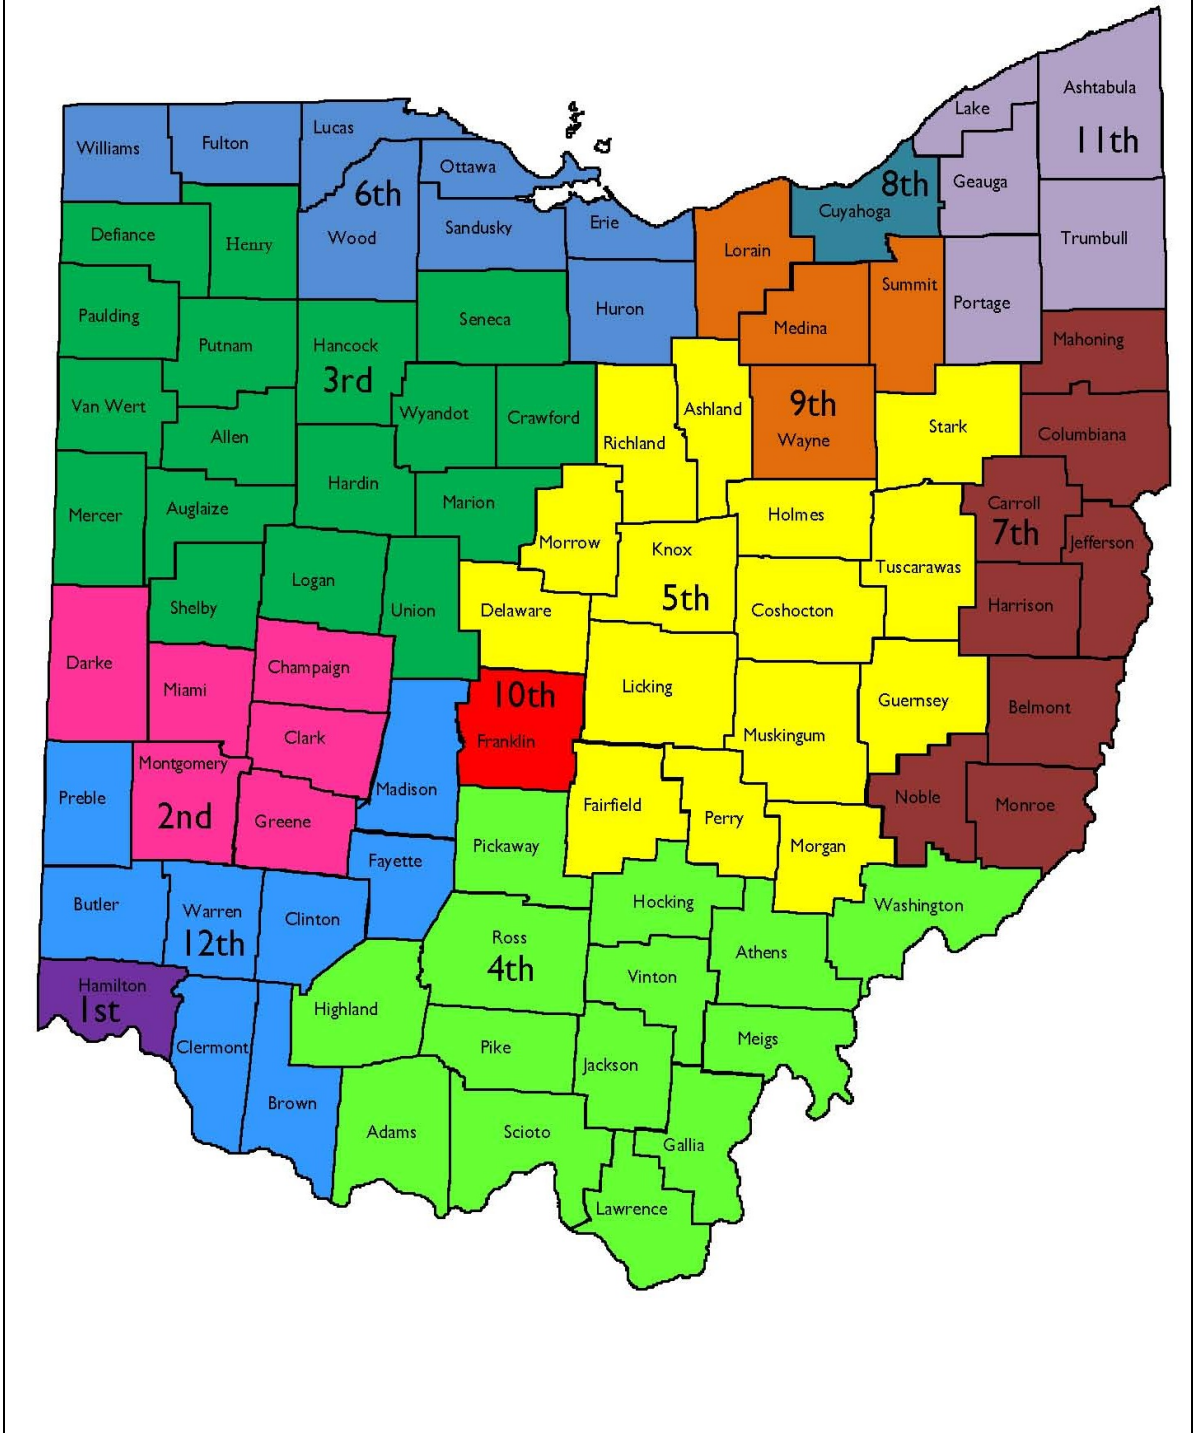 Ashtabula
Lake
Lucas
11th
Fulton
Williams
Ottawa
8th
Geauga
6th
Cuyahoga
Erie
Sandusky
Defiance
Wood
Trumbull
Henry
Lorain
Summit
Portage
Huron
Paulding
Seneca
Medina
Mahoning
Putnam
Hancock
3rd
9th
Van Wert
Ashland
Wyandot
Crawford
Stark
Columbiana
Allen
Richland
Wayne
Hardin
Marion
Carroll
Auglaize
Mercer
Holmes
7th
Jefferson
Morrow
Knox
Tuscarawas
Logan
5th
Harrison
Shelby
Union
Delaware
Coshocton
Darke
Champaign
Miami
Licking
10th
Guernsey
Belmont
Clark
Franklin
Muskingum
Montgomery
Madison
Preble
Noble
Fairfield
Monroe
2nd
Greene
Perry
Pickaway
Morgan
Fayette
Hocking
Butler
Warren
Clinton
Washington
12th
Ross
Athens
4th
Vinton
Hamilton
1st
Highland
Meigs
Clermont
Pike
Jackson
Brown
Adams
Scioto
Gallia
Lawrence